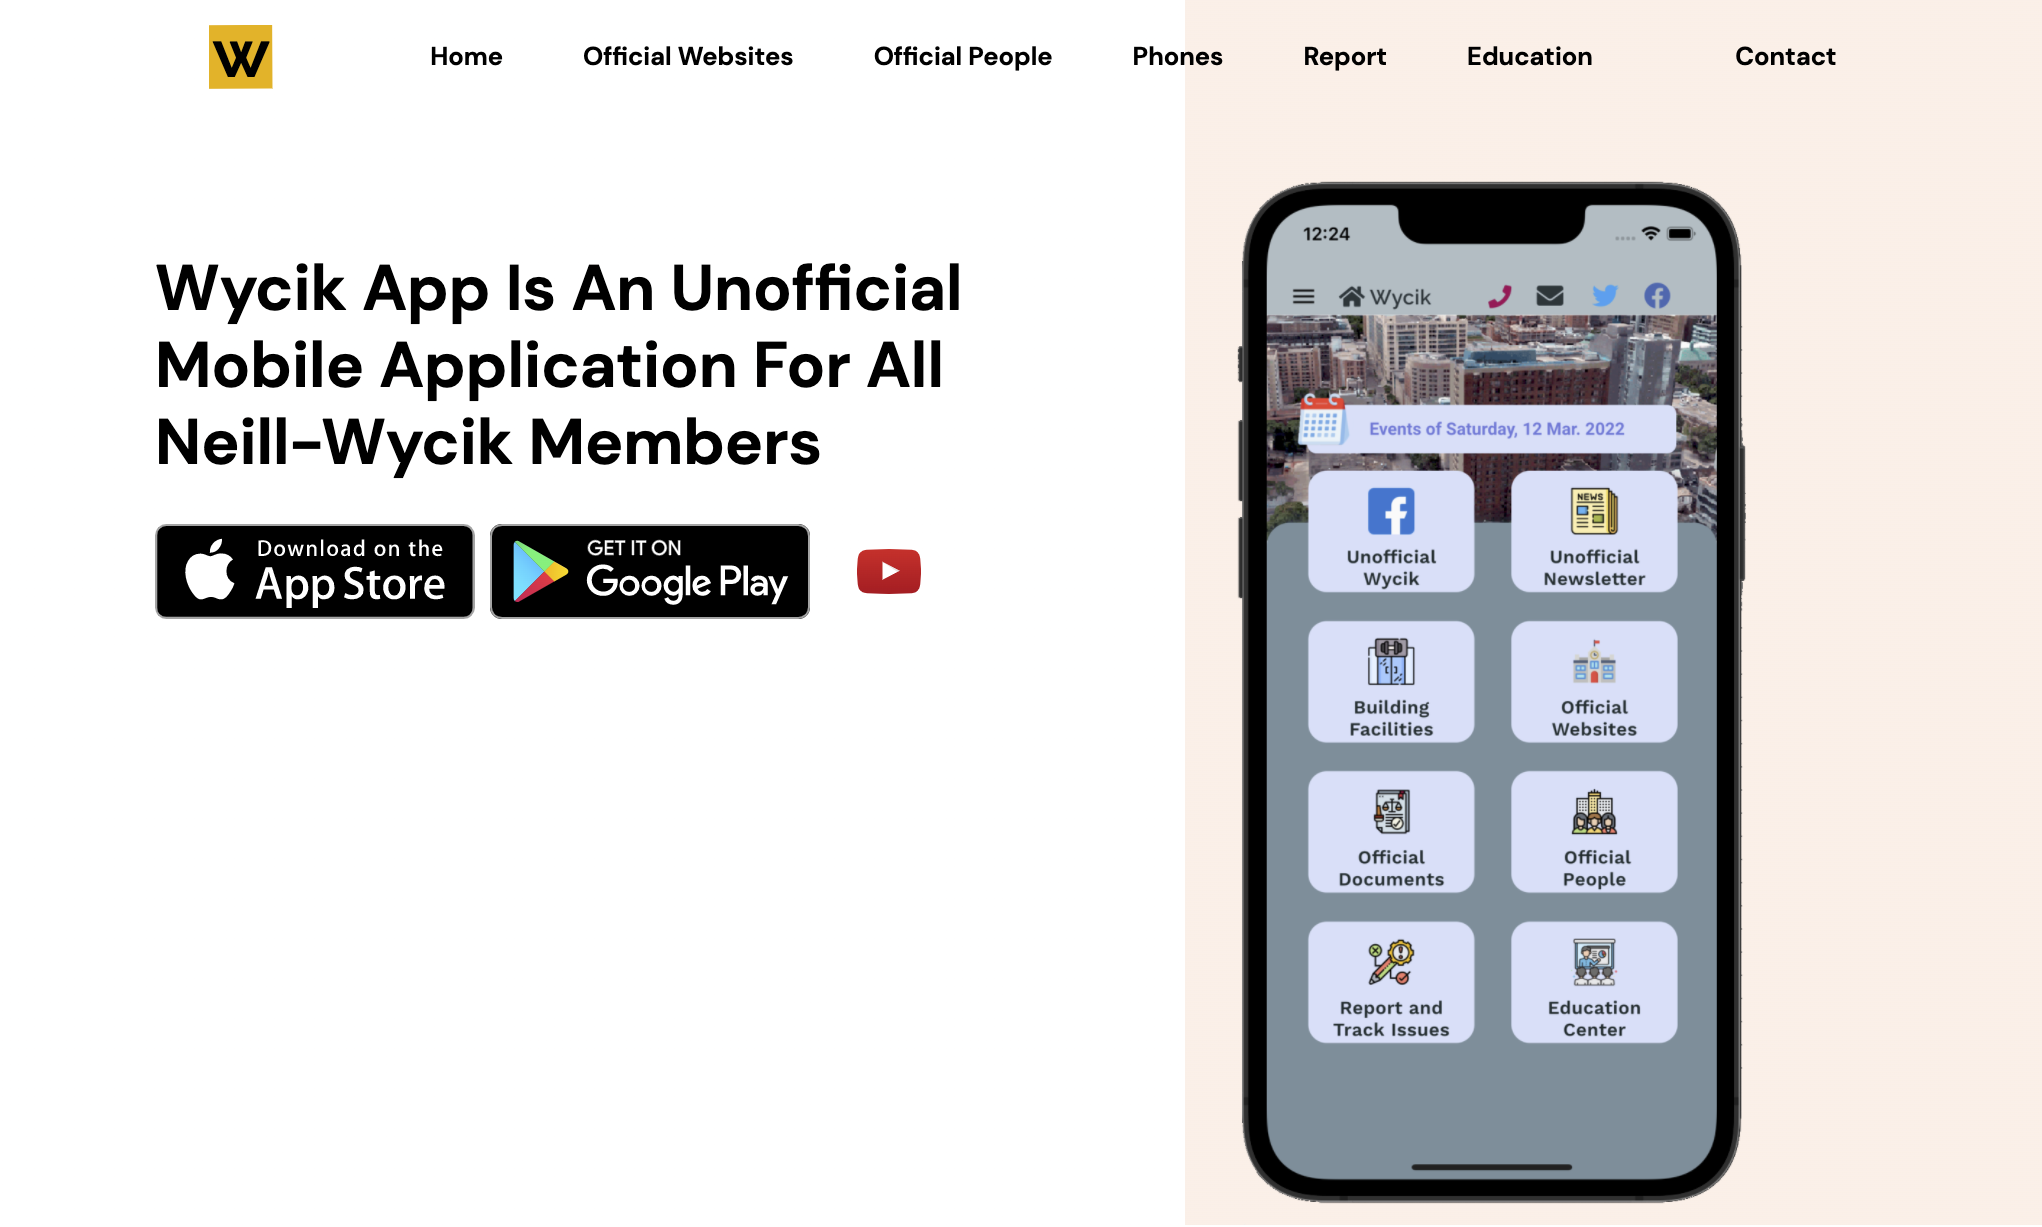 W
Home Official Websites Official People Phones Report Education Contact
Wycik App Is An Unofficial
Mobile Application For All
Neill-Wycik Members
Download on the
App Store
GET IT ON
Google Play
12:24
Wycik
Events of Saturday, 12 Mar. 2022
Unofficial
Wycik
NEWS
Unofficial
Newsletter
Building
Facilities
Official
Websites
Official
Documents
Official
People
Report and
Track Issues
Education
Center